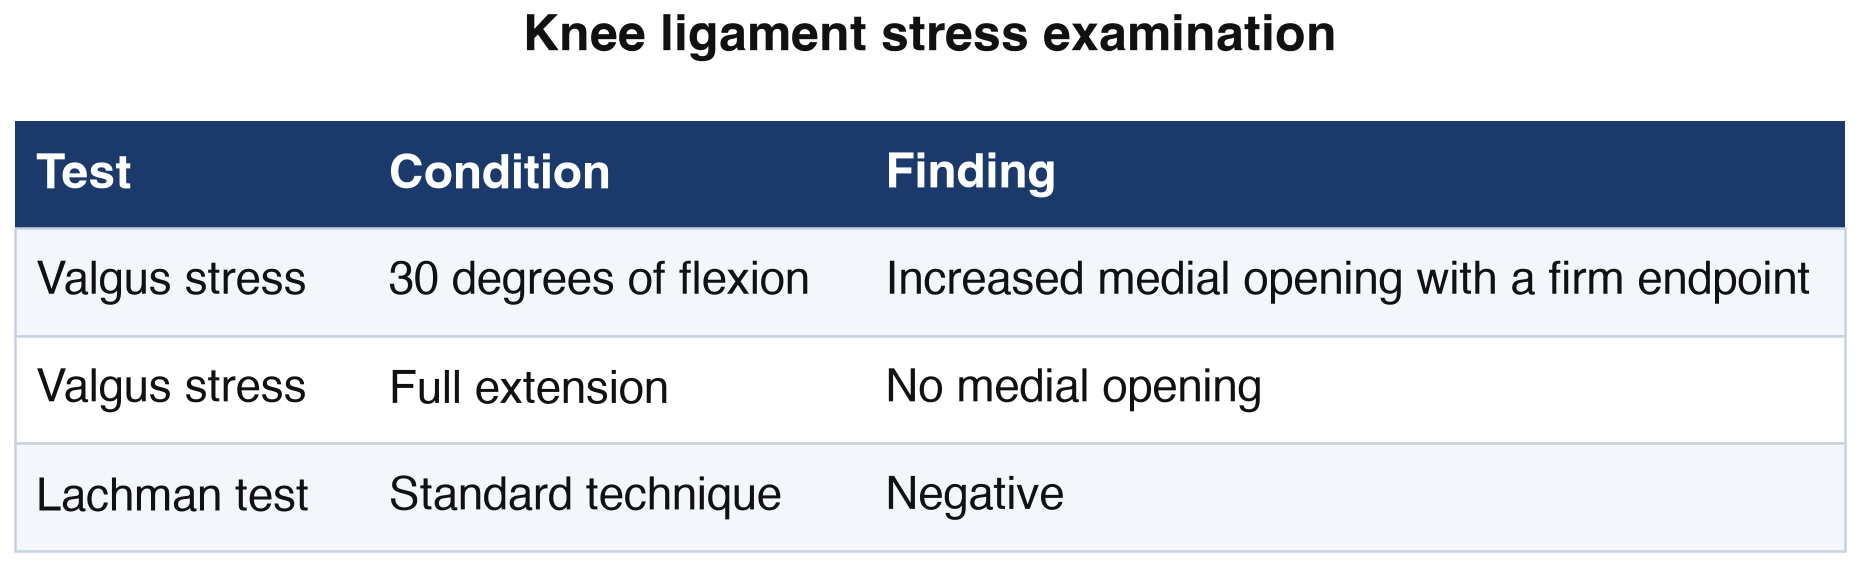 Knee ligament stress examination
Test Condition Finding
Valgus stress 30 degrees of flexion Increased medial opening with a firm endpoint
Valgus stress Full extension No medial opening
Lachman test Standard technique Negative